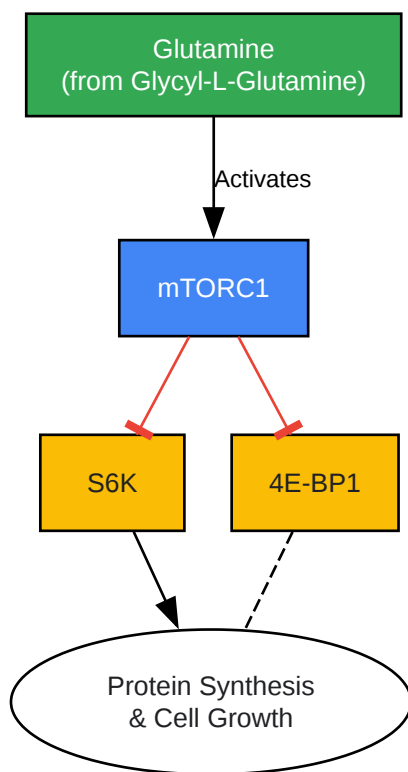 Glutamine
(from Glycyl-L-Glutamine)
Activates
mTORC1
S6K
4E-BP1
Protein Synthesis
& Cell Growth